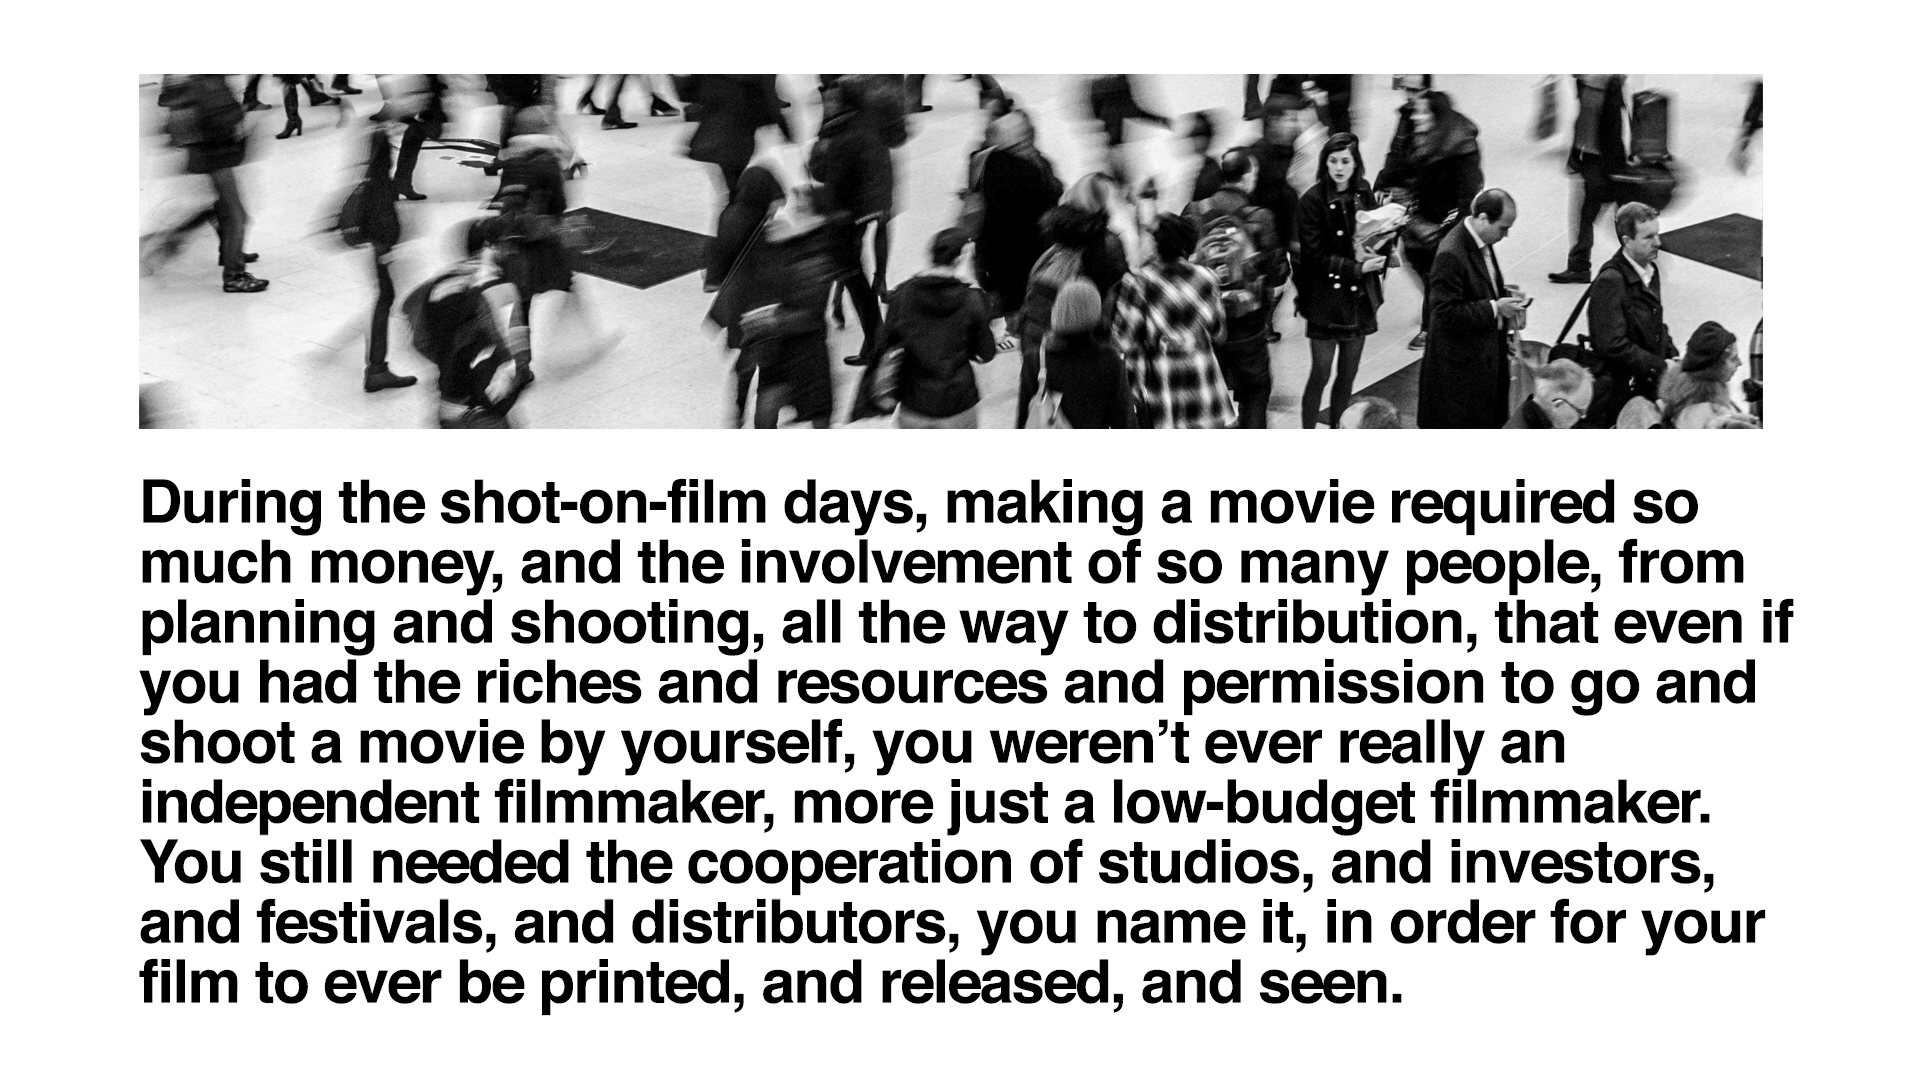 During the shot-on-film days, making a movie required so
much money, and the involvement of so many people, from
planning and shooting, all the way to distribution, that even if
you had the riches and resources and permission to go and
shoot a movie by yourself, you weren’t ever really an
independent filmmaker, more just a low-budget filmmaker.
You still needed the cooperation of studios, and investors,
and festivals, and distributors, you name it, in order for your
film to ever be printed, and released, and seen.